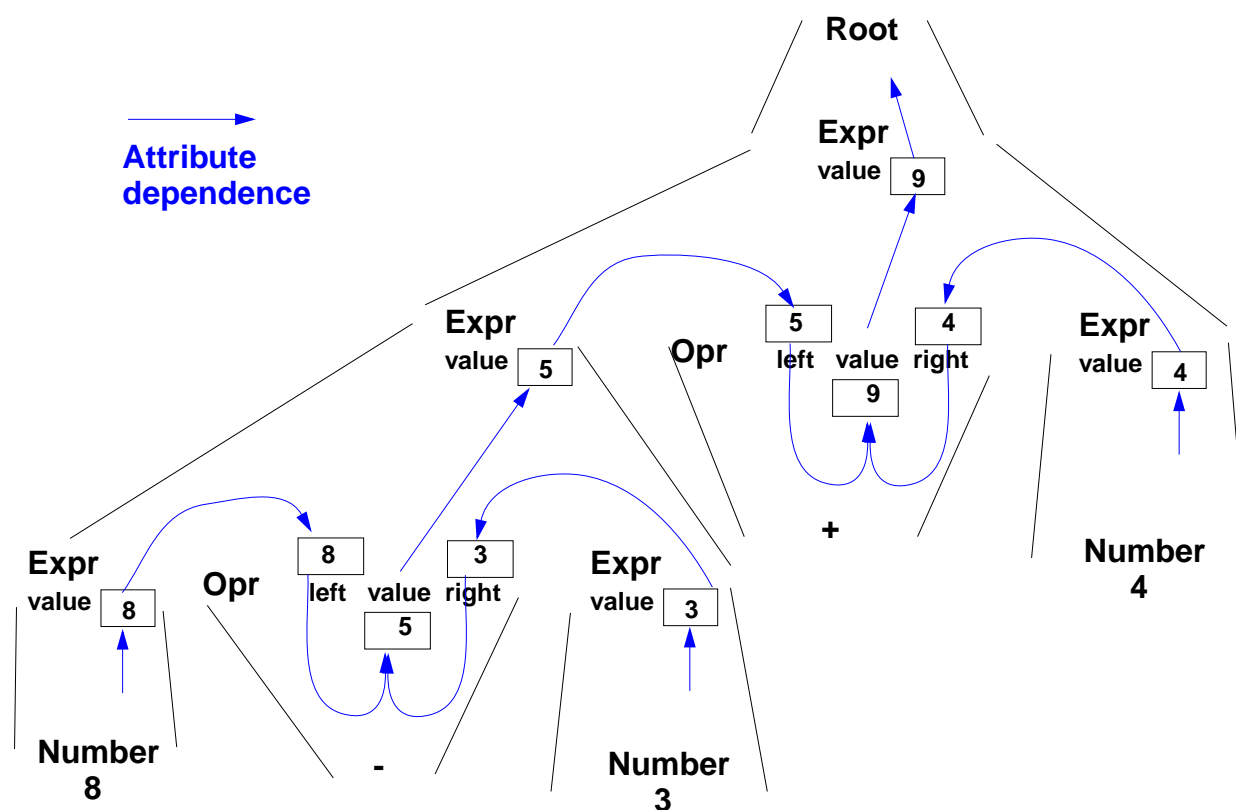 Root
Attribute
dependence
Expr
value
9
Expr
value
5
Opr
5
left
value
9
4
right
Expr
value
4
+
Number
4
Expr
value
8
Opr
8
left
value
5
3
right
Expr
value
3
Number
8
-
Number
3